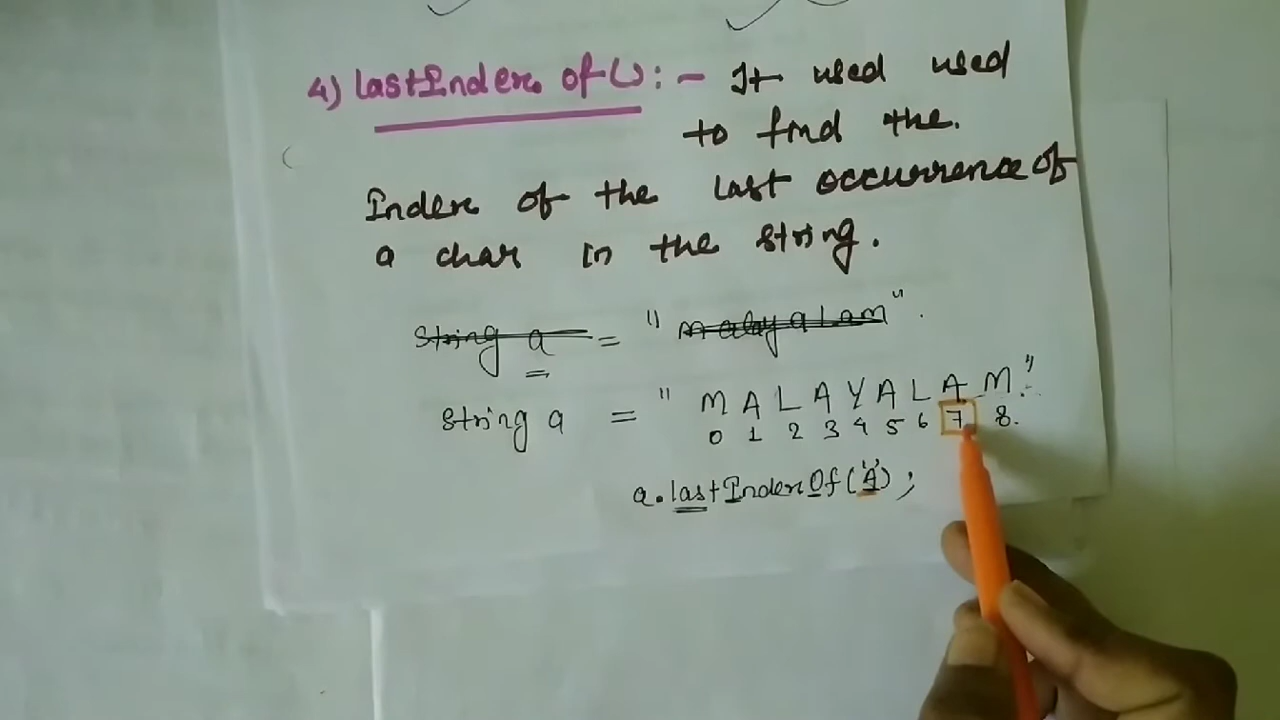 4) lastIndex of():- It used used
to find the.
Index of the last occurrence of
a char in the string.
String a = "malayalam".
String a = "MALAYALAM".
0 1 2 3 4 5 6 7 8.
a.lastIndexOf('A');